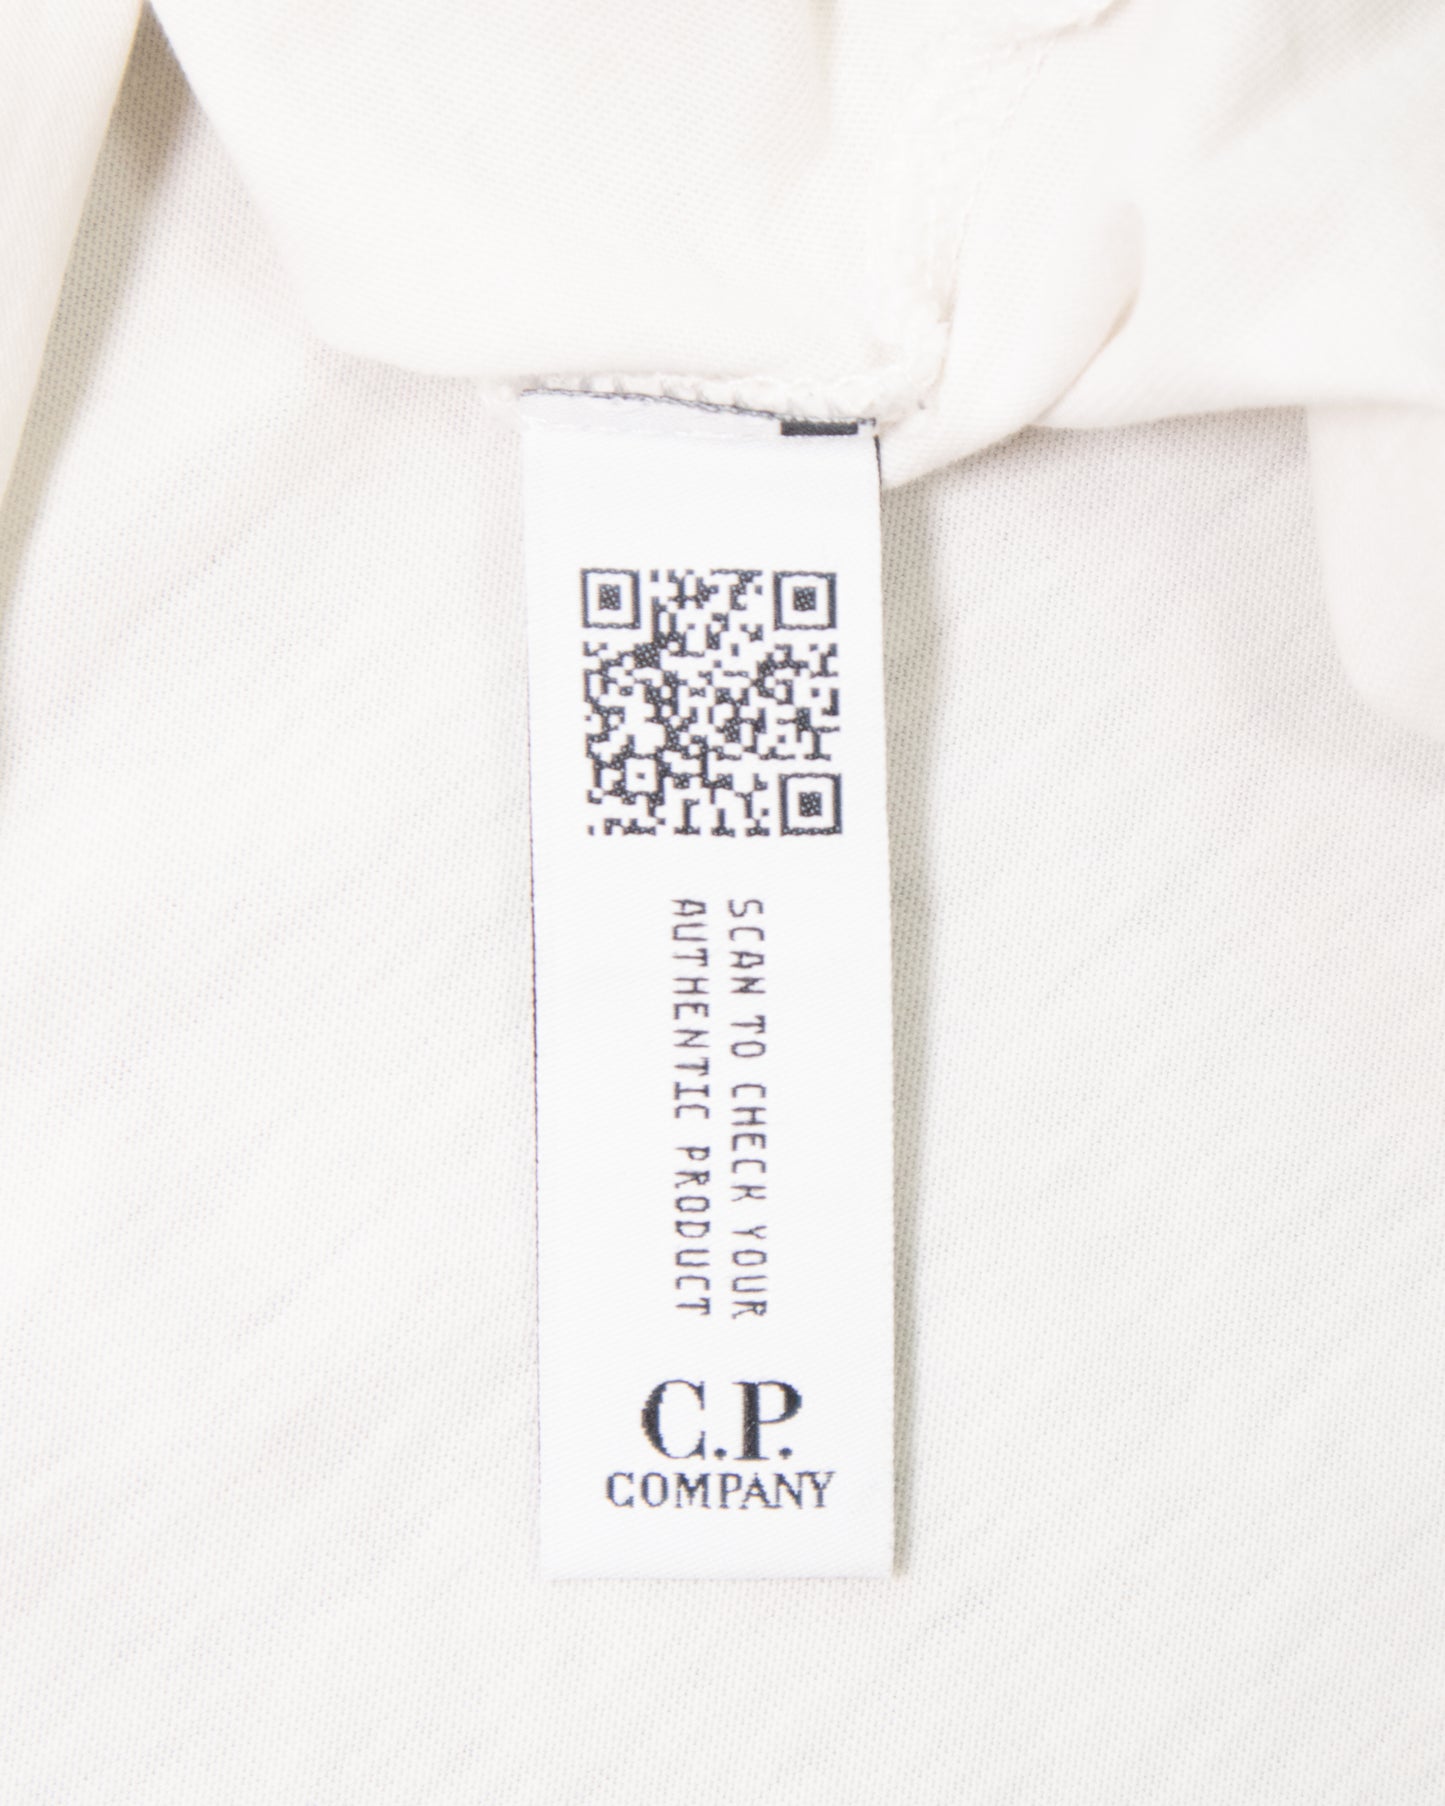 SCAN TO CHECK YOUR
AUTHENTIC PRODUCT
C.P.
COMPANY